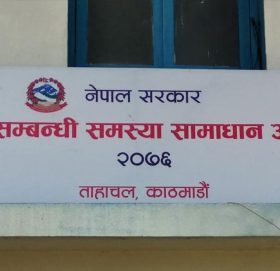 नेपाल सरकार
सम्बन्धी समस्या सामाधान
२०७६
ताहाचल, काठमाडौं